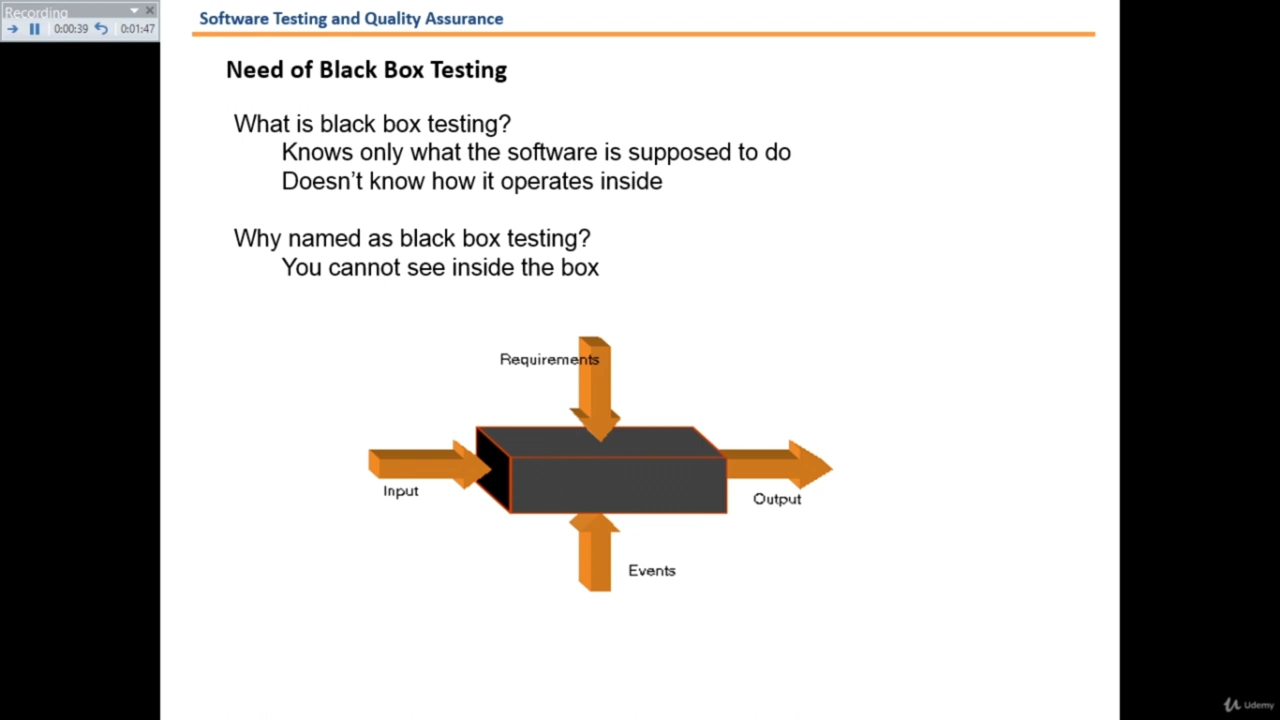 Recording
0:00:39 0:01:47
Software Testing and Quality Assurance
Need of Black Box Testing
What is black box testing?
Knows only what the software is supposed to do
Doesn’t know how it operates inside
Why named as black box testing?
You cannot see inside the box
Requirements
Input
Output
Events
Udemy